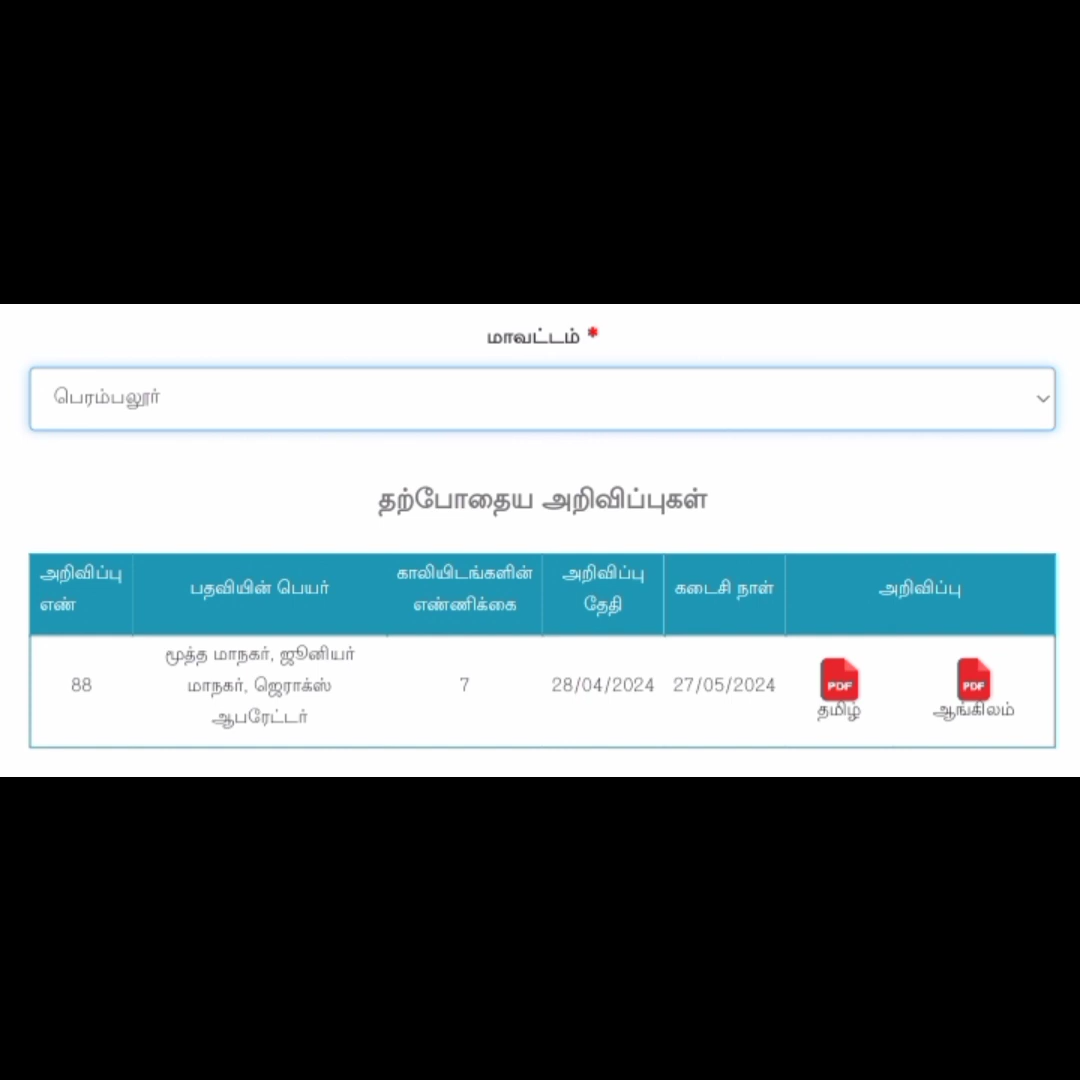 மாவட்டம் *
பெரம்பலூர்
தற்போதைய அறிவிப்புகள்
அறிவிப்பு எண்
பதவியின் பெயர்
காலியிடங்களின் எண்ணிக்கை
அறிவிப்பு தேதி
கடைசி நாள்
அறிவிப்பு
88
மூத்த மாநகர், ஜூனியர்
மாநகர், ஜெராக்ஸ்
ஆபரேட்டர்
7
28/04/2024
27/05/2024
PDF
தமிழ்
PDF
ஆங்கிலம்